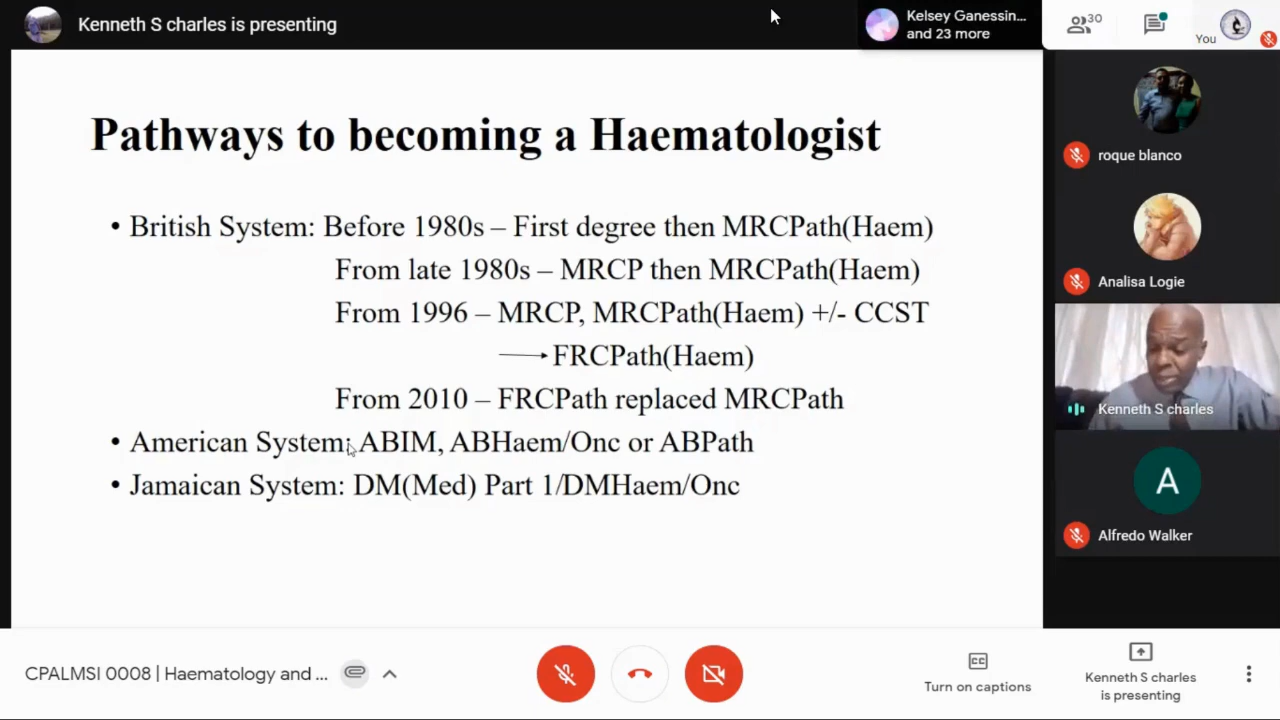 Kenneth S charles is presenting
Kelsey Ganessin...
and 23 more
30
You
Pathways to becoming a Haematologist
• British System: Before 1980s – First degree then MRCPath(Haem)
From late 1980s – MRCP then MRCPath(Haem)
From 1996 – MRCP, MRCPath(Haem) +/- CCST
→ FRCPath(Haem)
From 2010 – FRCPath replaced MRCPath
• American System: ABIM, ABHaem/Onc or ABPath
• Jamaican System: DM(Med) Part 1/DMHaem/Onc
roque blanco
Analisa Logie
Kenneth S charles
A
Alfredo Walker
CPALMSI 0008 | Haematology and ...
CC
Turn on captions
Kenneth S charles
is presenting